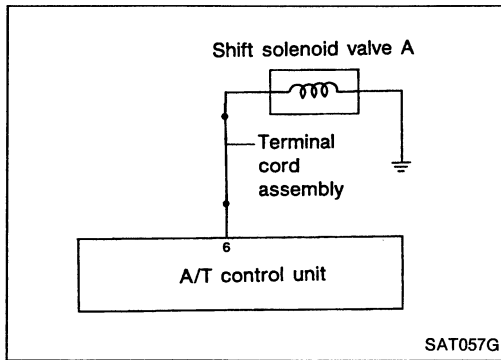 Shift solenoid valve A
Terminal
cord
assembly
6
A/T control unit
SAT057G